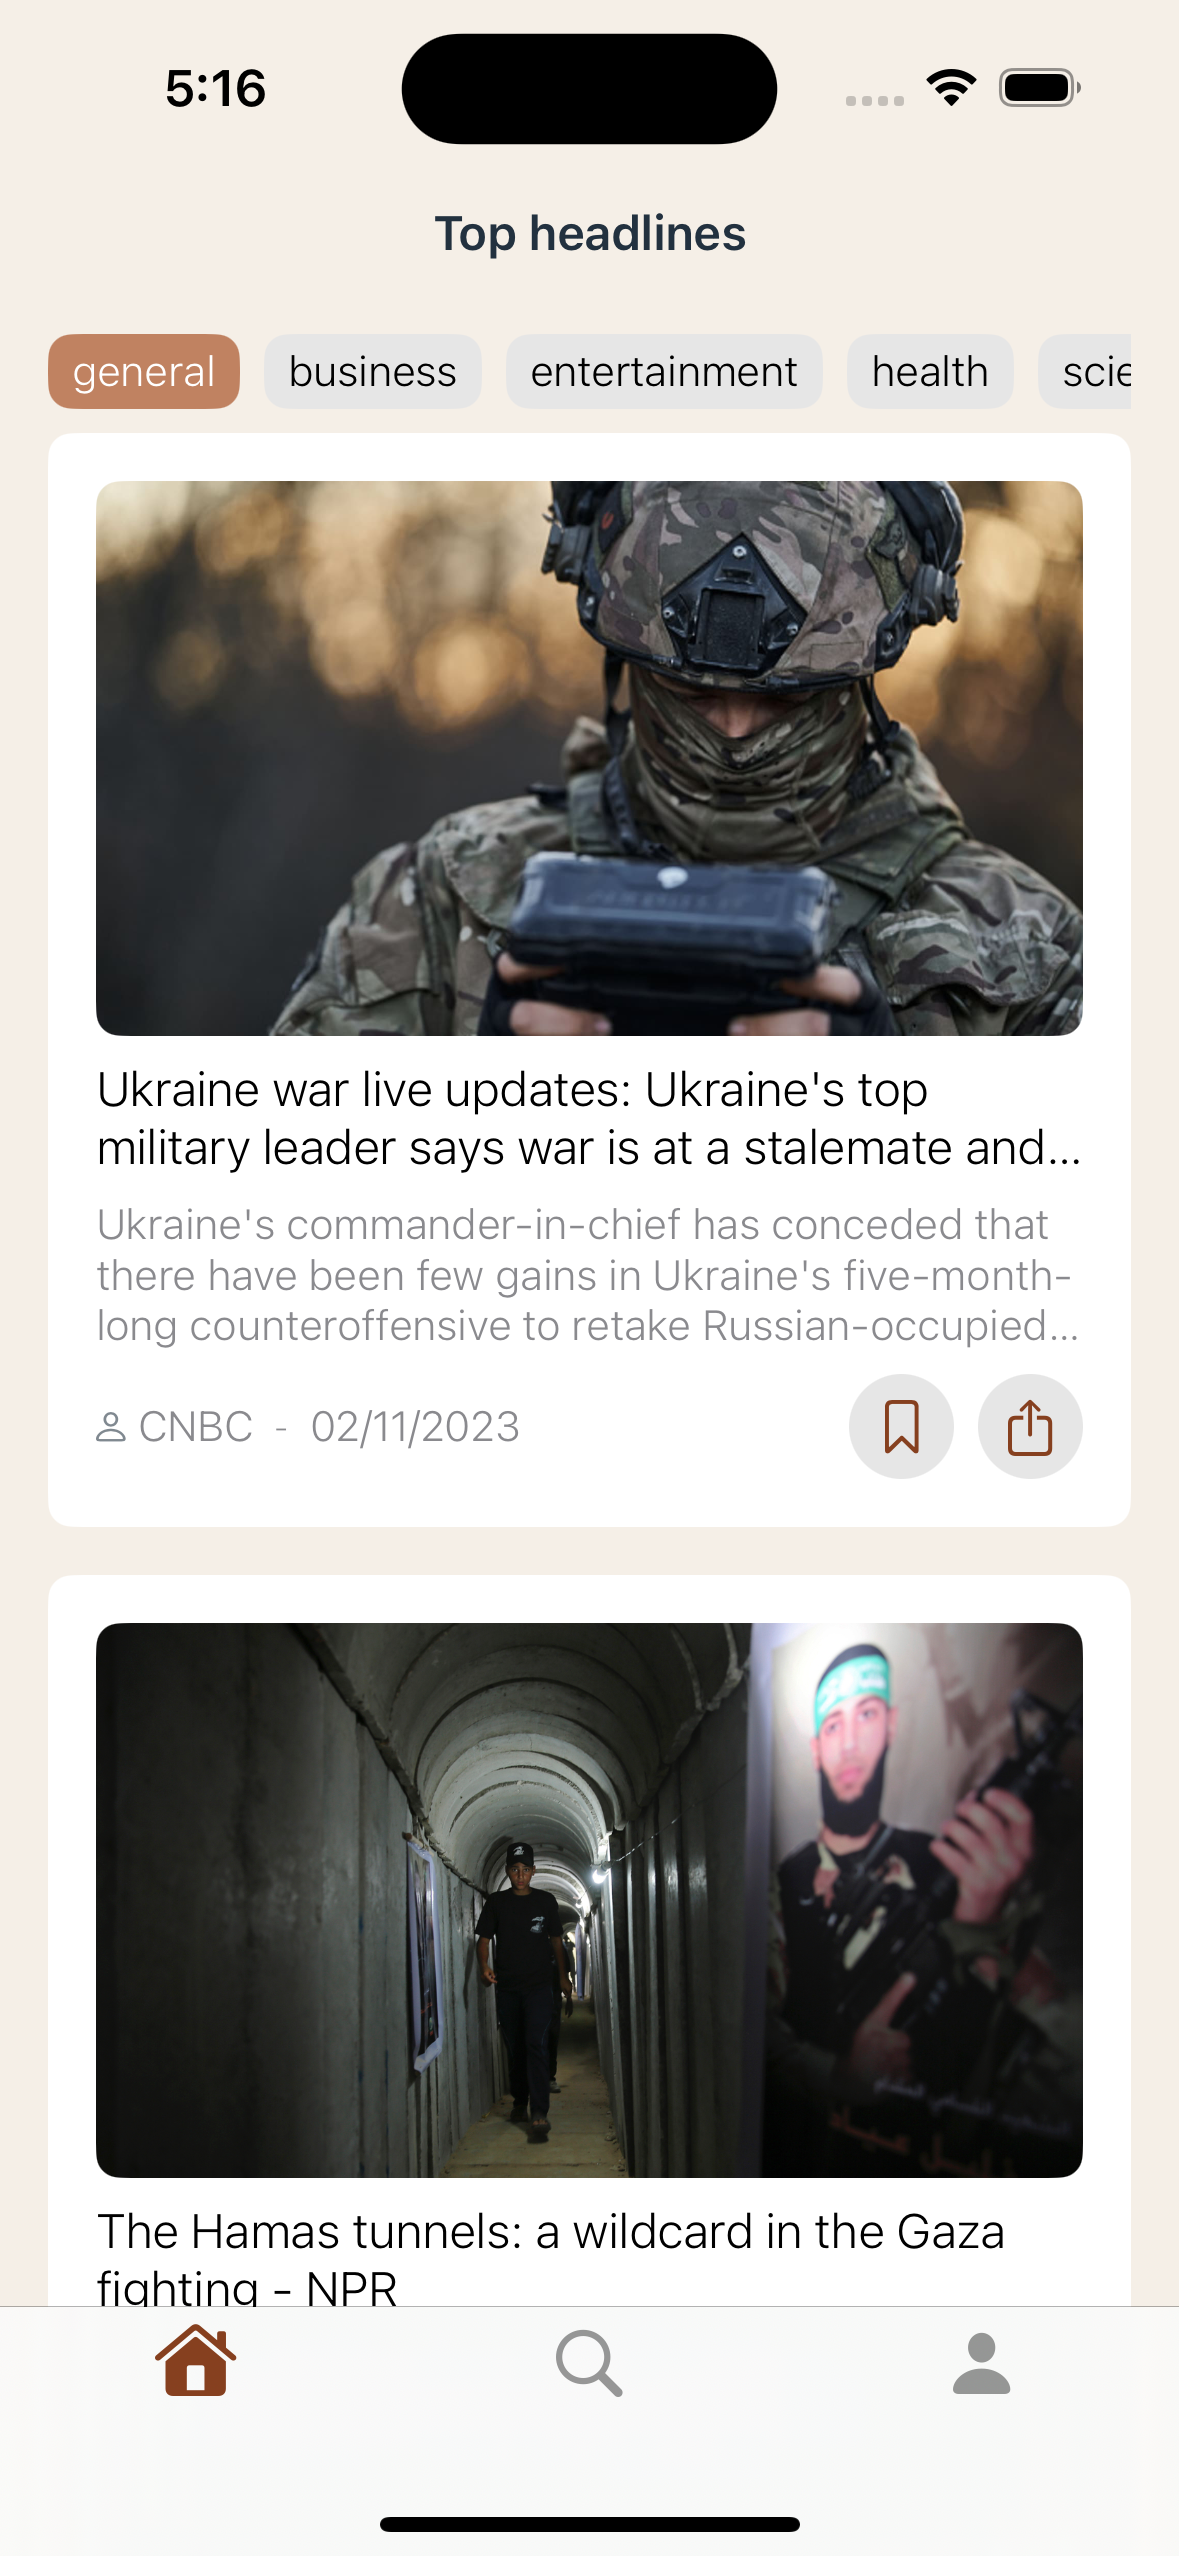 5:16
Top headlines
general business entertainment health scie
Ukraine war live updates: Ukraine's top
military leader says war is at a stalemate and...
Ukraine's commander-in-chief has conceded that
there have been few gains in Ukraine's five-month-
long counteroffensive to retake Russian-occupied...
CNBC - 02/11/2023
The Hamas tunnels: a wildcard in the Gaza
fighting - NPR